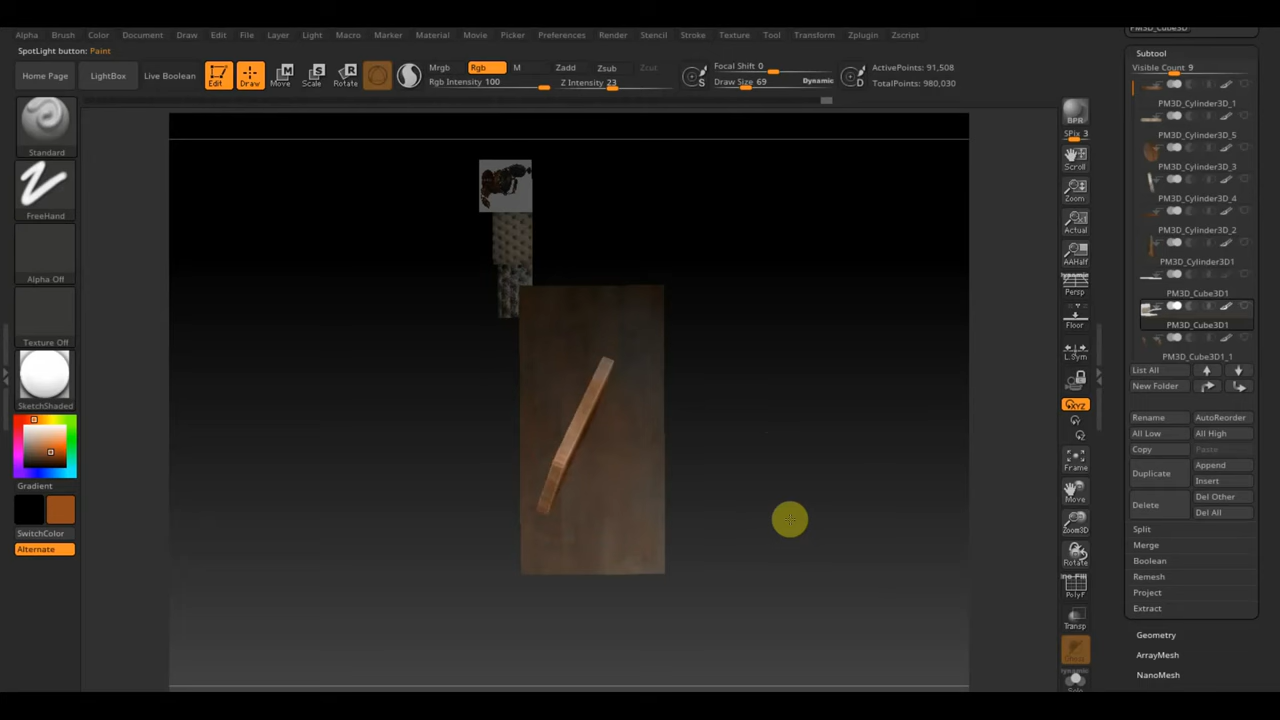 PM3D_Cube3D
Alpha Brush Color Document Draw Edit File Layer Light Macro Marker Material Movie Picker Preferences Render Stencil Stroke Texture Tool Transform Zplugin Zscript
SpotLight button: Paint
Home Page
LightBox
Live Boolean
Edit
Draw
Move
Scale
Rotate
Mrgb
Rgb
M
Rgb Intensity 100
Zadd
Zsub
Zcut
Z Intensity 23
S
Focal Shift 0
Draw Size 69
Dynamic
D
ActivePoints: 91,508
TotalPoints: 980,030
Standard
FreeHand
Alpha Off
Texture Off
SketchShaded
Gradient
SwitchColor
Alternate
BPR
SPix 3
Scroll
Zoom
Actual
AAHalf
Dynamic
Persp
Floor
L.Sym
XYZ
Frame
Move
Zoom3D
Rotate
PolyF
Transp
Ghost
Dynamic
Solo
Subtool
Visible Count 9
PM3D_Cylinder3D_1
PM3D_Cylinder3D_5
PM3D_Cylinder3D_3
PM3D_Cylinder3D_4
PM3D_Cylinder3D_2
PM3D_Cylinder3D1
PM3D_Cube3D1
PM3D_Cube3D1
PM3D_Cube3D1_1
List All
New Folder
Rename
AutoReorder
All Low
All High
Copy
Paste
Duplicate
Append
Insert
Delete
Del Other
Del All
Split
Merge
Boolean
Remesh
Project
Extract
Geometry
ArrayMesh
NanoMesh